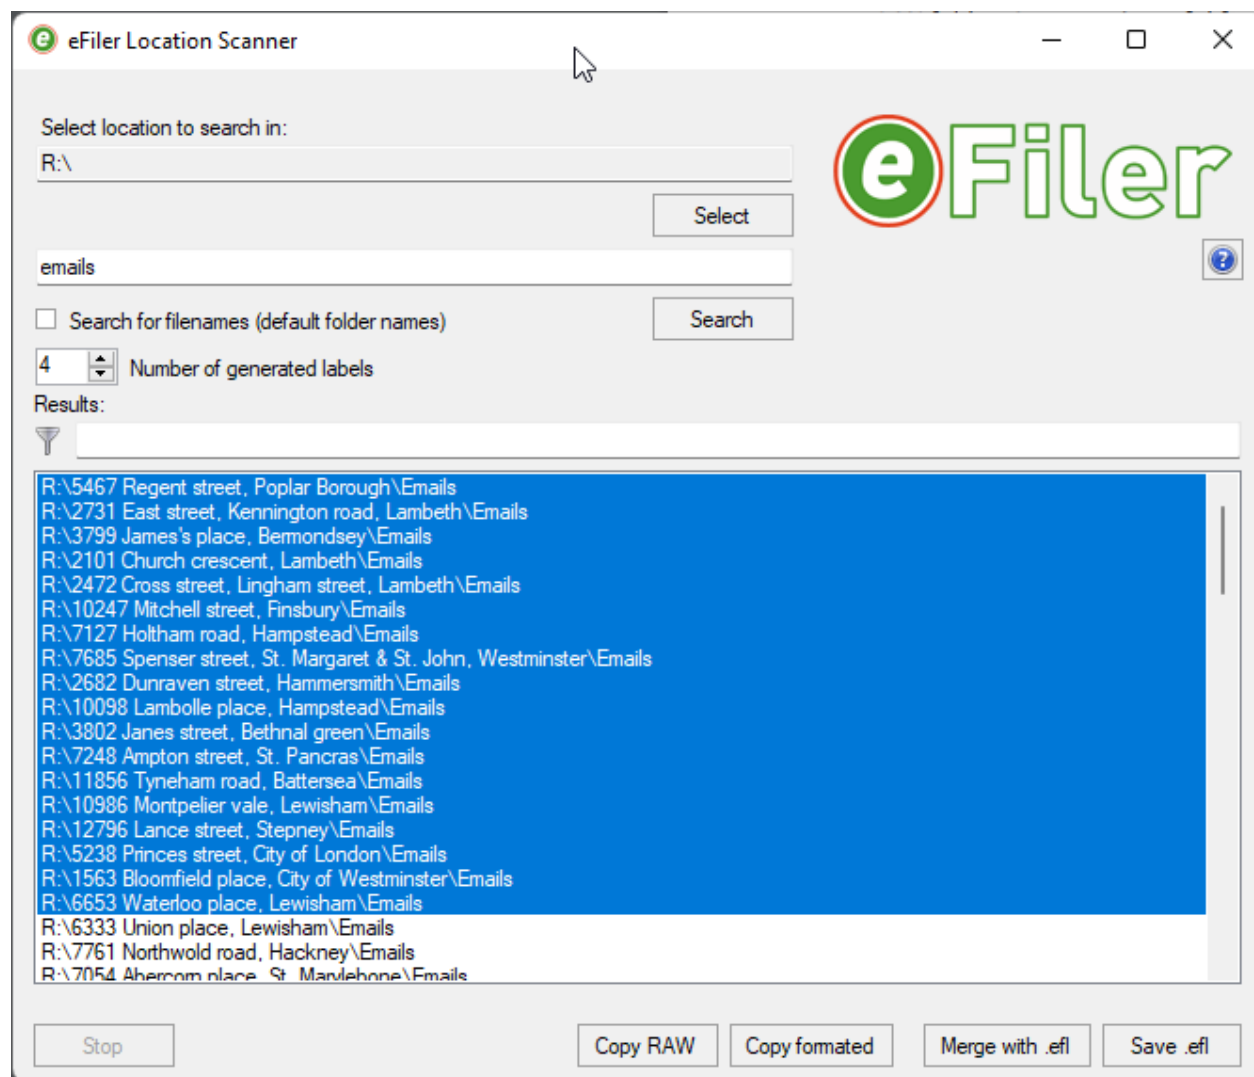 eFiler Location Scanner
Select location to search in:
eFiler
R:\
Select
emails
Search for filenames (default folder names)
Search
4
Number of generated labels
Results:
R:\5467 Regent street, Poplar Borough\Emails
R:\2731 East street, Kennington road, Lambeth\Emails
R:\3799 James's place, Bermondsey\Emails
R:\2101 Church crescent, Lambeth\Emails
R:\2472 Cross street, Lingham street, Lambeth\Emails
R:\10247 Mitchell street, Finsbury\Emails
R:\7127 Holtham road, Hampstead\Emails
R:\7685 Spenser street, St. Margaret & St. John, Westminster\Emails
R:\2682 Dunraven street, Hammersmith\Emails
R:\10098 Lambolle place, Hampstead\Emails
R:\3802 Janes street, Bethnal green\Emails
R:\7248 Ampton street, St. Pancras\Emails
R:\11856 Tyneham road, Battersea\Emails
R:\10986 Montpelier vale, Lewisham\Emails
R:\12796 Lance street, Stepney\Emails
R:\5238 Princes street, City of London\Emails
R:\1563 Bloomfield place, City of Westminster\Emails
R:\6653 Waterloo place, Lewisham\Emails
R:\6333 Union place, Lewisham\Emails
R:\7761 Northwold road, Hackney\Emails
R:\7054 Abercorn place, St. Marylebone\Emails
Stop
Copy RAW
Copy formated
Merge with .efl
Save .efl